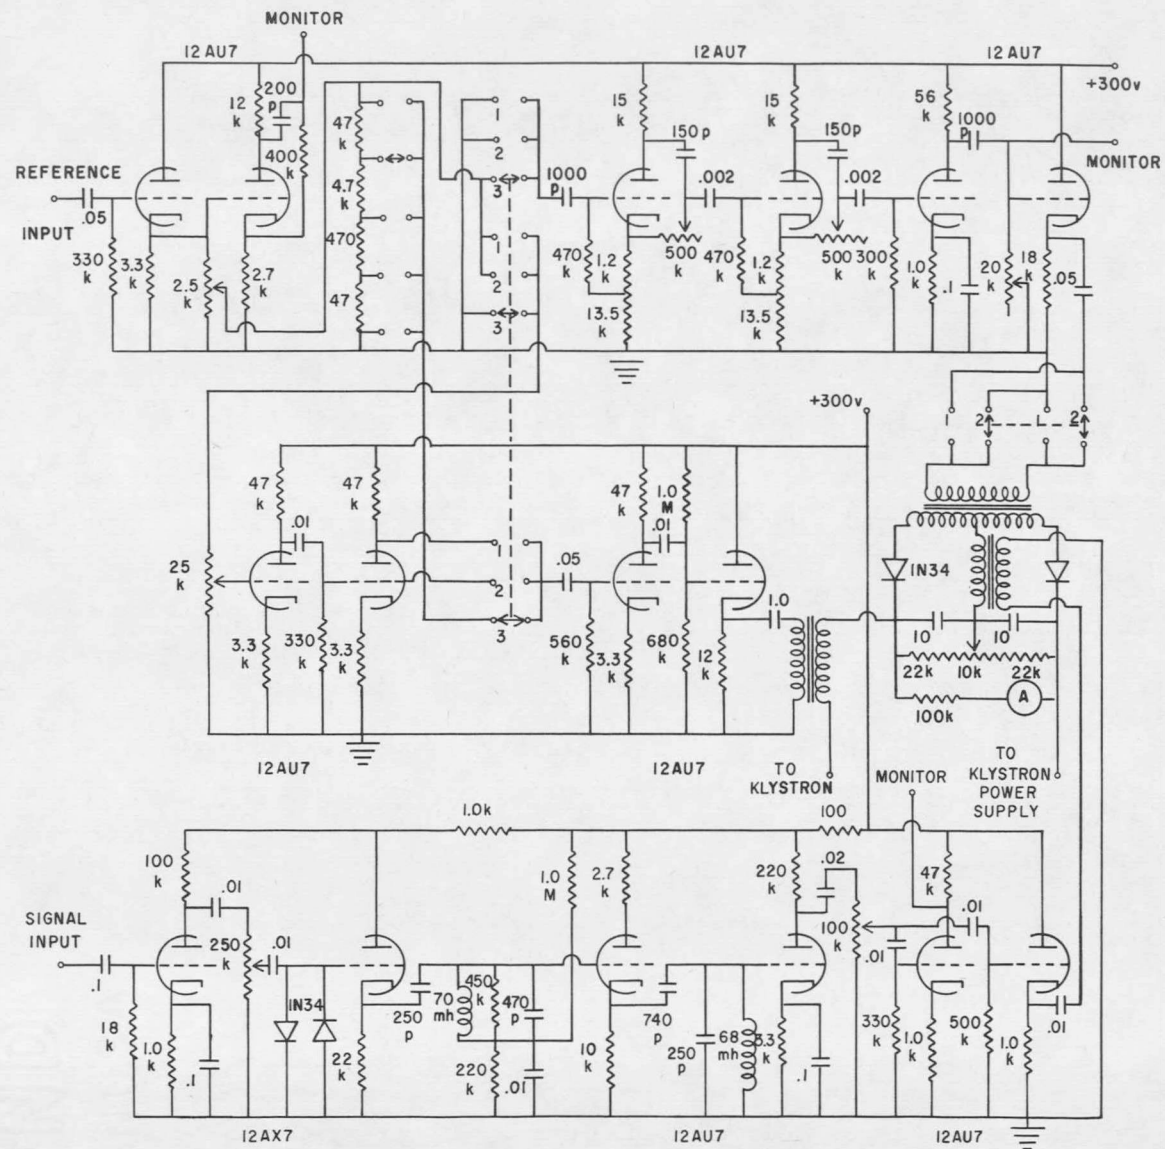 MONITOR
12AU7
12AU7
12AU7
+300v
200
p
12
k
400
k
47
k
4.7
k
470
47
REFERENCE
INPUT
.05
330
k
3.3
k
2.5
k
2.7
k
1
2
3
1
2
3
1000
p
15
k
150p
.002
470
k
1.2
k
500
k
13.5
k
15
k
150p
.002
470
k
1.2
k
500
k
13.5
k
300
k
56
k
1000
p
MONITOR
1.0
k
.1
20
k
18
k
.05
1
2
1
2
+300v
47
k
.01
47
k
25
k
3.3
k
330
k
3.3
k
1
2
3
.05
560
k
47
k
1.0
M
.01
3.3
k
680
k
12
k
1.0
IN34
10
10
22k
10k
22k
100k
A
12AU7
12AU7
TO
KLYSTRON
MONITOR
TO
KLYSTRON
POWER
SUPPLY
1.0k
100
100
k
.01
SIGNAL
INPUT
.1
18
k
1.0
k
.1
250
k
.01
IN34
22
k
250
p
70
mh
450
k
470
p
220
k
.01
1.0
M
2.7
k
10
k
740
p
250
p
68
mh
220
k
.02
3.3
k
.1
100
k
.01
47
k
.01
330
k
1.0
k
500
k
1.0
k
.01
12AX7
12AU7
12AU7